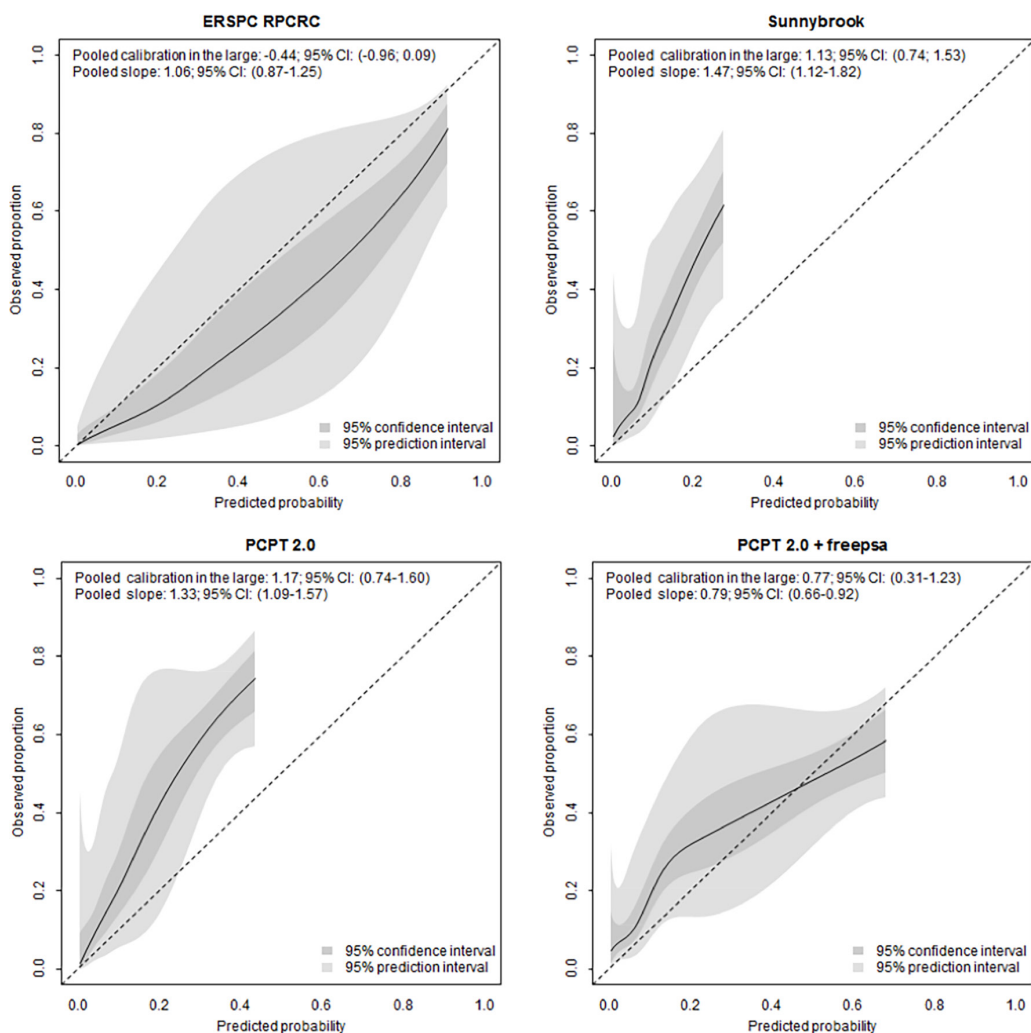 ERSPC RPCRC
Pooled calibration in the large: -0.44; 95% CI: (-0.96; 0.09)
Pooled slope: 1.06; 95% CI: (0.87-1.25)
Observed proportion
1.0
0.8
0.6
0.4
0.2
0.0
95% confidence interval
95% prediction interval
0.0 0.2 0.4 0.6 0.8 1.0
Predicted probability
Sunnybrook
Pooled calibration in the large: 1.13; 95% CI: (0.74; 1.53)
Pooled slope: 1.47; 95% CI: (1.12-1.82)
Observed proportion
1.0
0.8
0.6
0.4
0.2
0.0
95% confidence interval
95% prediction interval
0.0 0.2 0.4 0.6 0.8 1.0
Predicted probability
PCPT 2.0
Pooled calibration in the large: 1.17; 95% CI: (0.74-1.60)
Pooled slope: 1.33; 95% CI: (1.09-1.57)
Observed proportion
1.0
0.8
0.6
0.4
0.2
0.0
95% confidence interval
95% prediction interval
0.0 0.2 0.4 0.6 0.8 1.0
Predicted probability
PCPT 2.0 + freepsa
Pooled calibration in the large: 0.77; 95% CI: (0.31-1.23)
Pooled slope: 0.79; 95% CI: (0.66-0.92)
Observed proportion
1.0
0.8
0.6
0.4
0.2
0.0
95% confidence interval
95% prediction interval
0.0 0.2 0.4 0.6 0.8 1.0
Predicted probability